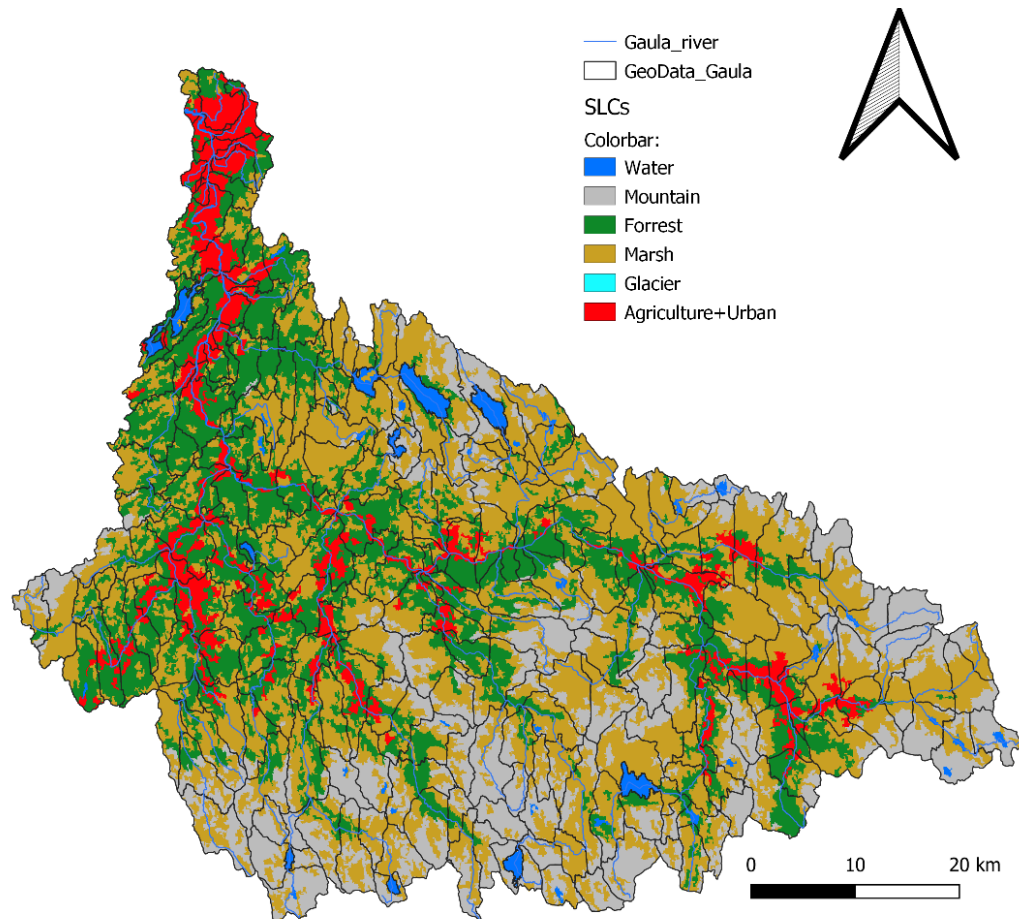 Gaula_river
GeoData_Gaula
SLCs
Colorbar:
Water
Mountain
Forrest
Marsh
Glacier
Agriculture+Urban
0 10 20 km